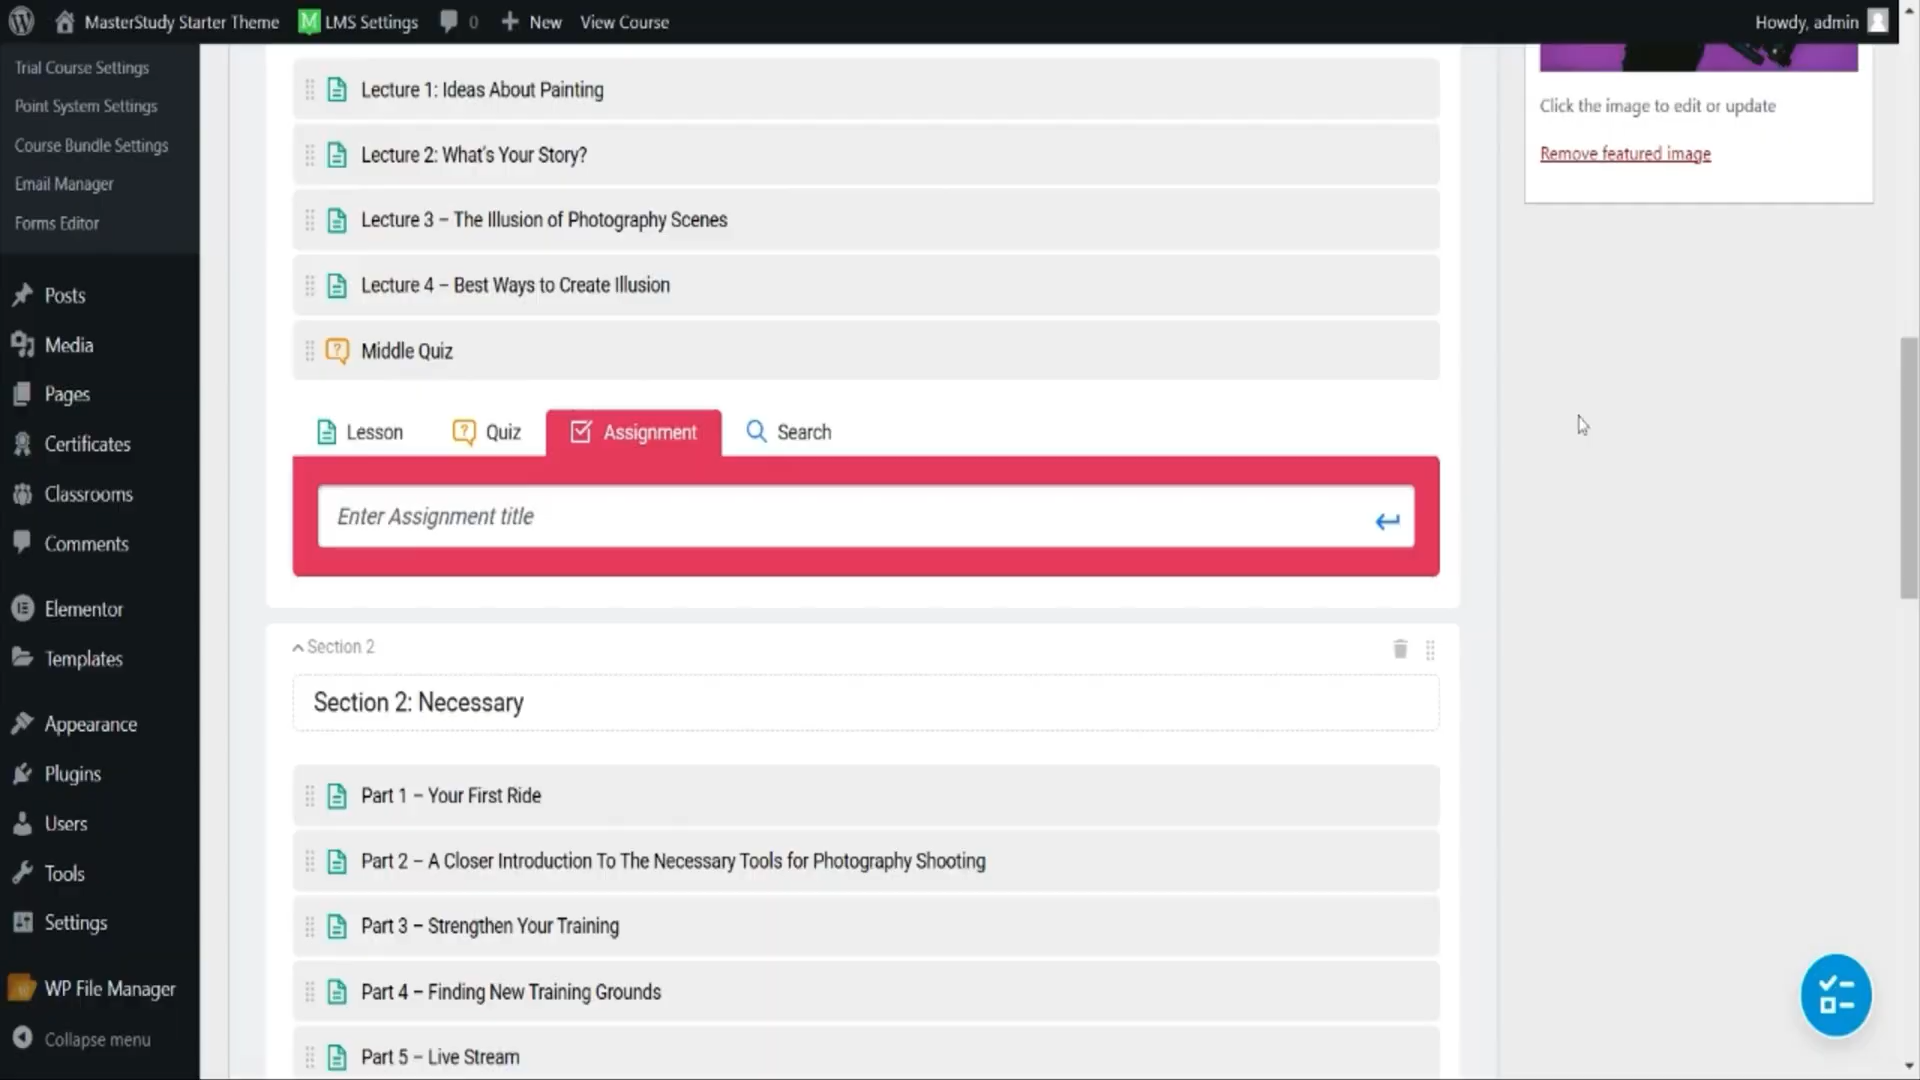 MasterStudy Starter Theme
LMS Settings
0
New
View Course
Howdy, admin
Trial Course Settings
Point System Settings
Course Bundle Settings
Email Manager
Forms Editor
Posts
Media
Pages
Certificates
Classrooms
Comments
Elementor
Templates
Appearance
Plugins
Users
Tools
Settings
WP File Manager
Collapse menu
Lecture 1: Ideas About Painting
Lecture 2: What's Your Story?
Lecture 3 – The Illusion of Photography Scenes
Lecture 4 – Best Ways to Create Illusion
Middle Quiz
Lesson
Quiz
Assignment
Search
Enter Assignment title
Section 2
Section 2: Necessary
Part 1 – Your First Ride
Part 2 – A Closer Introduction To The Necessary Tools for Photography Shooting
Part 3 – Strengthen Your Training
Part 4 – Finding New Training Grounds
Part 5 – Live Stream
Click the image to edit or update
Remove featured image